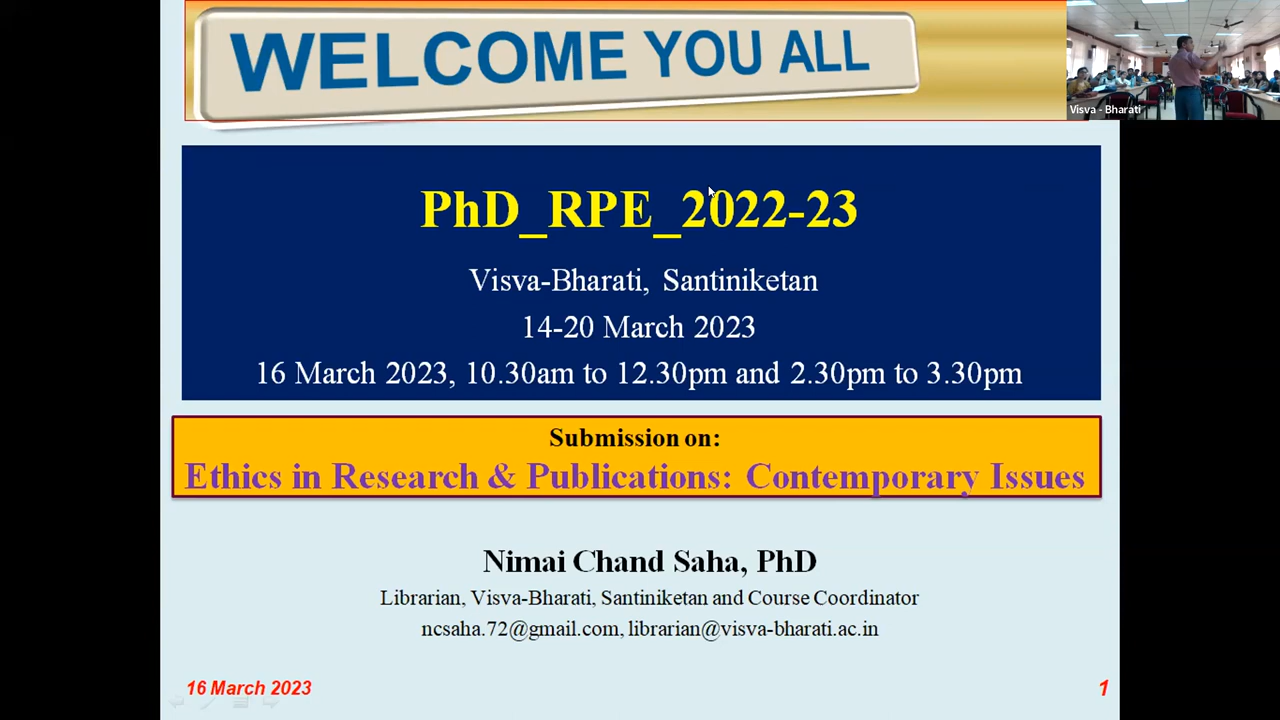 WELCOME YOU ALL
Visva - Bharati
PhD_RPE_2022-23
Visva-Bharati, Santiniketan
14-20 March 2023
16 March 2023, 10.30am to 12.30pm and 2.30pm to 3.30pm
Submission on:
Ethics in Research & Publications: Contemporary Issues
Nimai Chand Saha, PhD
Librarian, Visva-Bharati, Santiniketan and Course Coordinator
ncsaha.72@gmail.com, librarian@visva-bharati.ac.in
16 March 2023
1